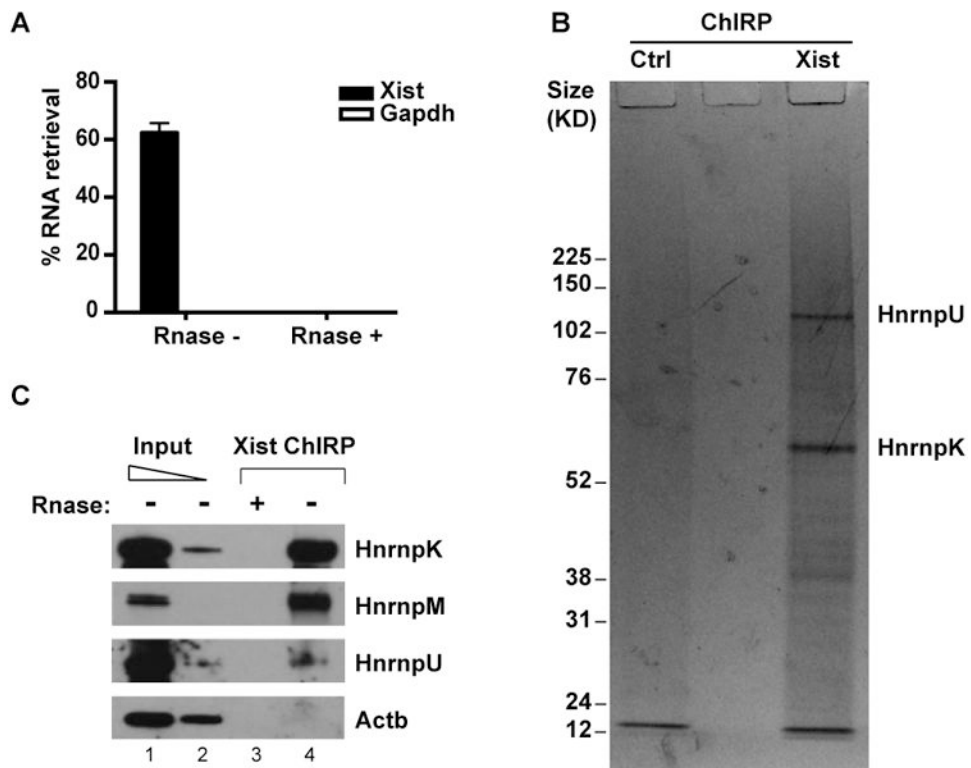 A
80
60
40
20
0
% RNA retrieval
Xist
Gapdh
Rnase -
Rnase +
B
ChIRP
Ctrl
Xist
Size
(KD)
225 –
150 –
102 –
76 –
52 –
38 –
31 –
24 –
12 –
HnrnpU
HnrnpK
C
Input
Xist ChIRP
Rnase: - - + -
HnrnpK
HnrnpM
HnrnpU
Actb
1 2 3 4